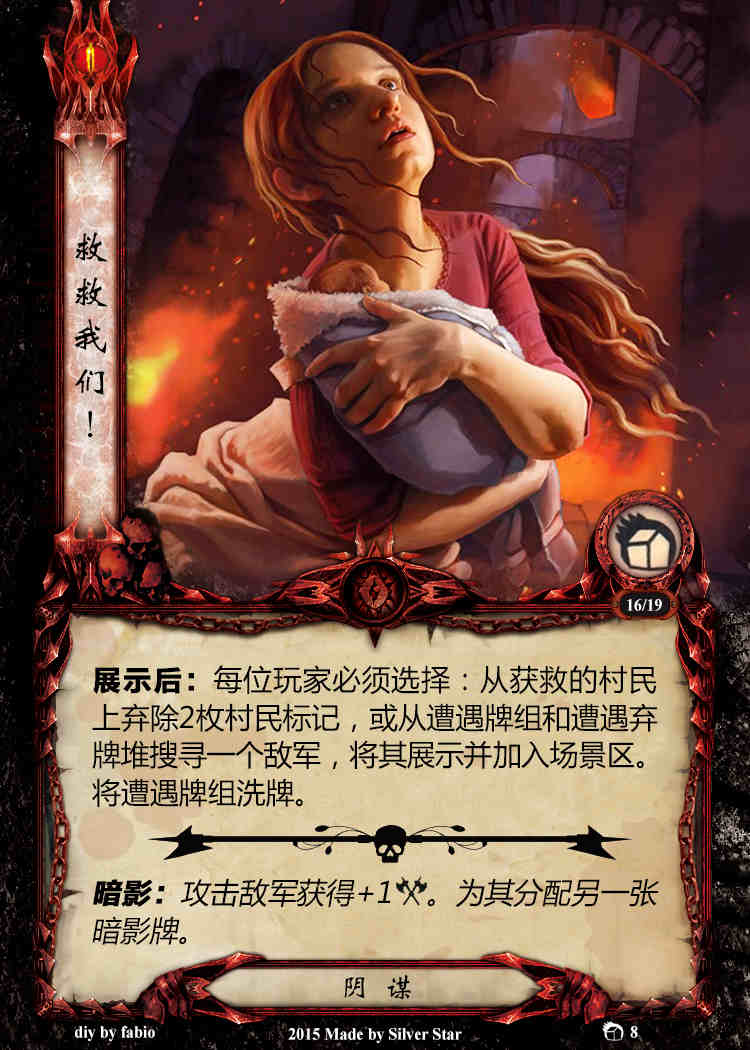 救救我们！
16/19
展示后：每位玩家必须选择：从获救的村民
上弃除2枚村民标记，或从遭遇牌组和遭遇弃
牌堆搜寻一个敌军，将其展示并加入场景区。
将遭遇牌组洗牌。
暗影：攻击敌军获得+1。为其分配另一张
暗影牌。
阴谋
diy by fabio
2015 Made by Silver Star
8